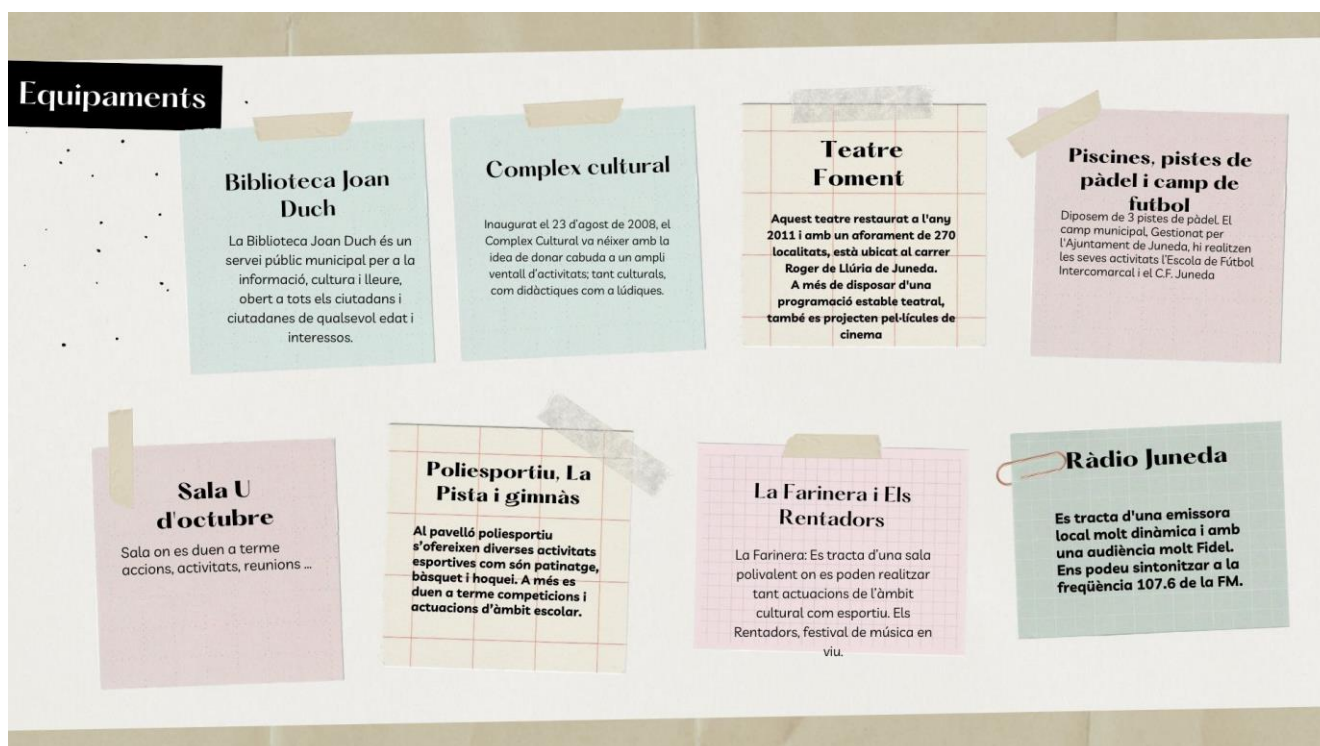 Equipaments
Biblioteca Joan
Duch
La Biblioteca Joan Duch és un
servei públic municipal per a la
informació, cultura i lleure,
obert a tots els ciutadans i
ciutadanes de qualsevol edat i
interessos.
Complex cultural
Inaugurat el 23 d'agost de 2008, el
Complex Cultural va néixer amb la
idea de donar cabuda a un ampli
ventall d'activitats; tant culturals,
com didàctiques com a lúdiques.
Teatre
Foment
Aquest teatre restaurat a l'any
2011 i amb un aforament de 270
localitats, està ubicat al carrer
Roger de Llúria de Juneda.
A més de disposar d'una
programació estable teatral,
també es projecten pel·lícules de
cinema
Piscines, pistes de
pàdel i camp de
futbol
Diposem de 3 pistes de pàdel. El
camp municipal, Gestionat per
l'Ajuntament de Juneda, hi realitzen
les seves activitats l'Escola de Fútbol
Intercomarcal i el C.F. Juneda
Sala U
d'octubre
Sala on es duen a terme
accions, activitats, reunions ...
Poliesportiu, La
Pista i gimnàs
Al pavelló poliesportiu
s'ofereixen diverses activitats
esportives com són patinatge,
bàsquet i hoquei. A més es
duen a terme competicions i
actuacions d'àmbit escolar.
La Farinera i Els
Rentadors
La Farinera: Es tracta d'una sala
polivalent on es poden realitzar
tant actuacions de l'àmbit
cultural com esportiu. Els
Rentadors, festival de música en
viu.
Ràdio Juneda
Es tracta d'una emissora
local molt dinàmica i amb
una audiència molt Fidel.
Ens podeu sintonitzar a la
freqüència 107.6 de la FM.